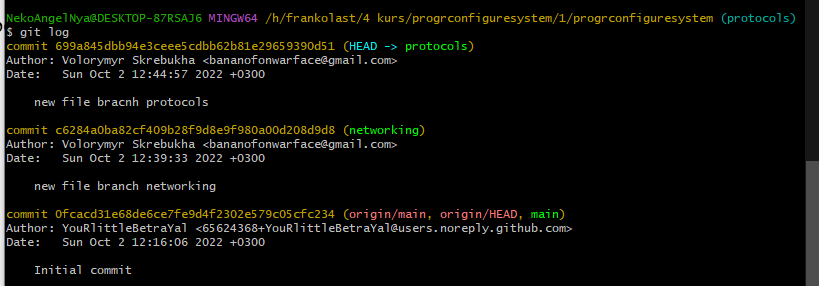 NekoAngelNya@DESKTOP-87RSAJ6 MINGW64 /h/frankolast/4 kurs/progrconfiguresystem/1/progrconfiguresystem (protocols)
$ git log
commit 699a845dbb94e3ceee5cdbb62b81e29659390d51 (HEAD -> protocols)
Author: Volorymyr Skrebukha <bananofonwarface@gmail.com>
Date:   Sun Oct 2 12:44:57 2022 +0300
new file bracnh protocols
commit c6284a0ba82cf409b28f9d8e9f980a00d208d9d8 (networking)
Author: Volorymyr Skrebukha <bananofonwarface@gmail.com>
Date:   Sun Oct 2 12:39:33 2022 +0300
new file branch networking
commit 0fcacd31e68de6ce7fe9d4f2302e579c05cfc234 (origin/main, origin/HEAD, main)
Author: YouRlittleBetraYal <65624368+YouRlittleBetraYal@users.noreply.github.com>
Date:   Sun Oct 2 12:16:06 2022 +0300
Initial commit